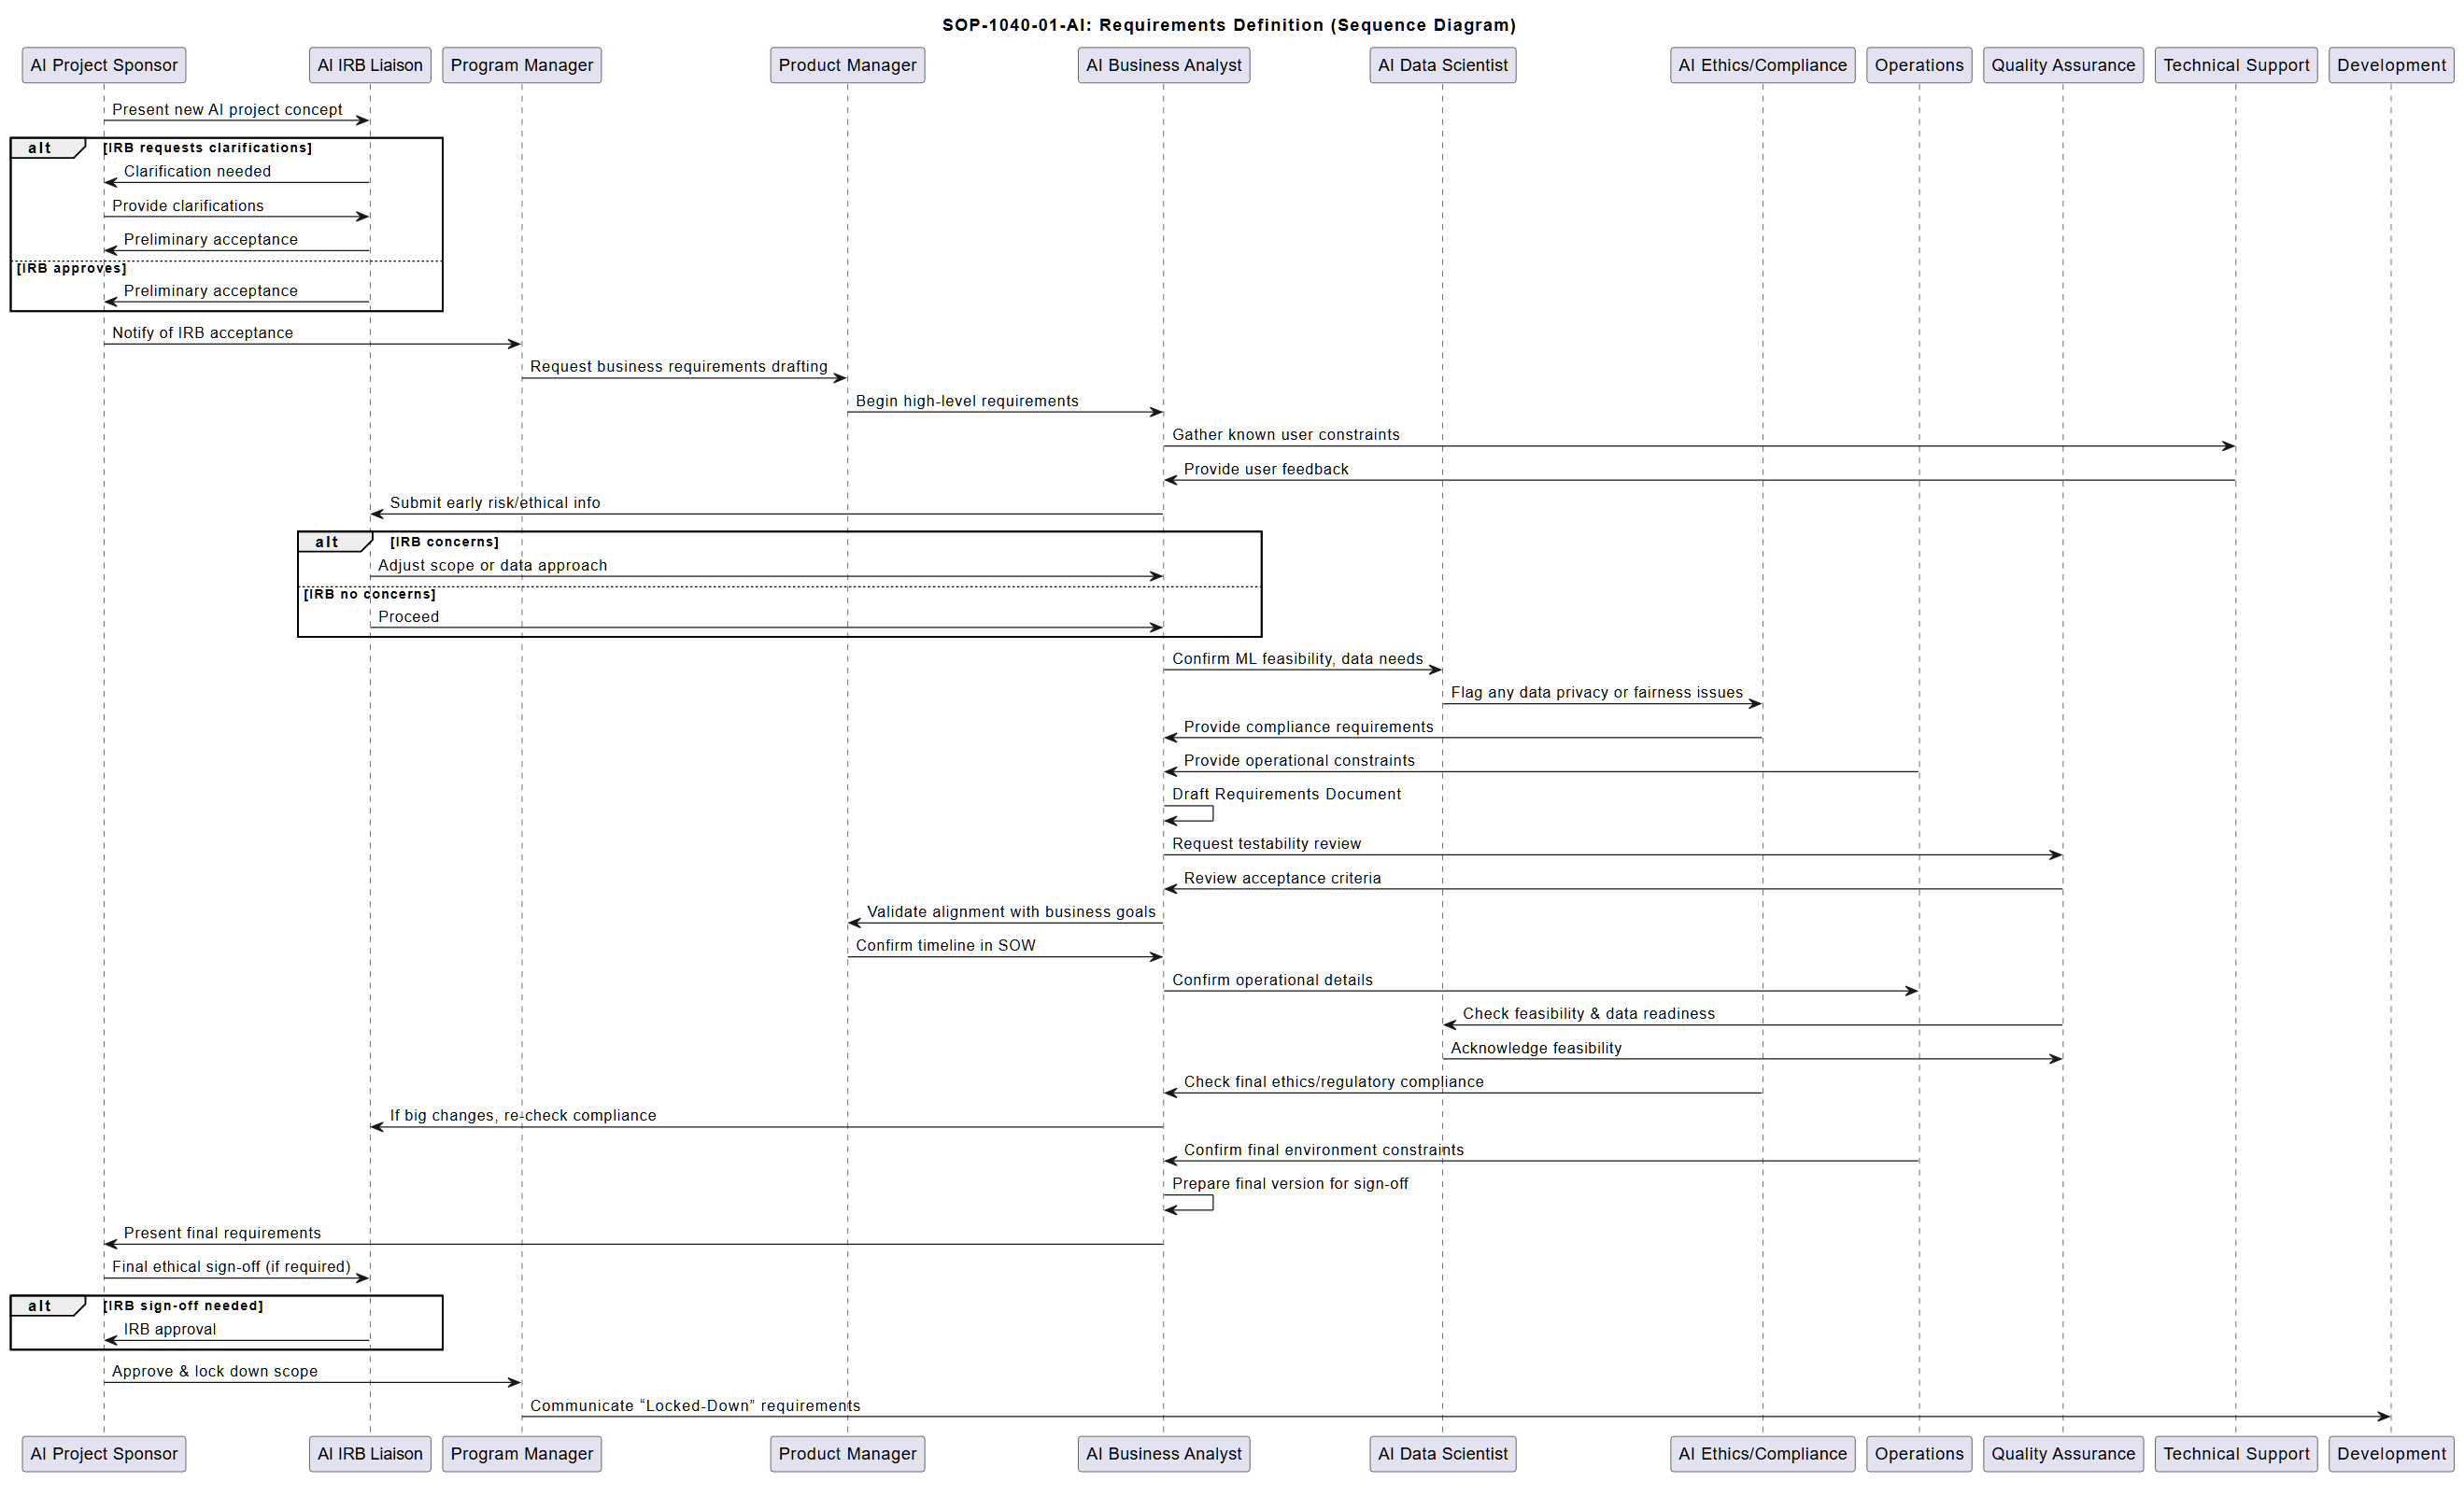 SOP-1040-01-AI: Requirements Definition (Sequence Diagram)
AI Project Sponsor
AI IRB Liaison
Program Manager
Product Manager
AI Business Analyst
AI Data Scientist
AI Ethics/Compliance
Operations
Quality Assurance
Technical Support
Development
Present new AI project concept
alt
[IRB requests clarifications]
Clarification needed
Provide clarifications
Preliminary acceptance
[IRB approves]
Preliminary acceptance
Notify of IRB acceptance
Request business requirements drafting
Begin high-level requirements
Gather known user constraints
Provide user feedback
Submit early risk/ethical info
alt
[IRB concerns]
Adjust scope or data approach
[IRB no concerns]
Proceed
Confirm ML feasibility, data needs
Flag any data privacy or fairness issues
Provide compliance requirements
Provide operational constraints
Draft Requirements Document
Request testability review
Review acceptance criteria
Validate alignment with business goals
Confirm timeline in SOW
Confirm operational details
Check feasibility & data readiness
Acknowledge feasibility
Check final ethics/regulatory compliance
If big changes, re-check compliance
Confirm final environment constraints
Prepare final version for sign-off
Present final requirements
Final ethical sign-off (if required)
alt
[IRB sign-off needed]
IRB approval
Approve & lock down scope
Communicate “Locked-Down” requirements
AI Project Sponsor
AI IRB Liaison
Program Manager
Product Manager
AI Business Analyst
AI Data Scientist
AI Ethics/Compliance
Operations
Quality Assurance
Technical Support
Development